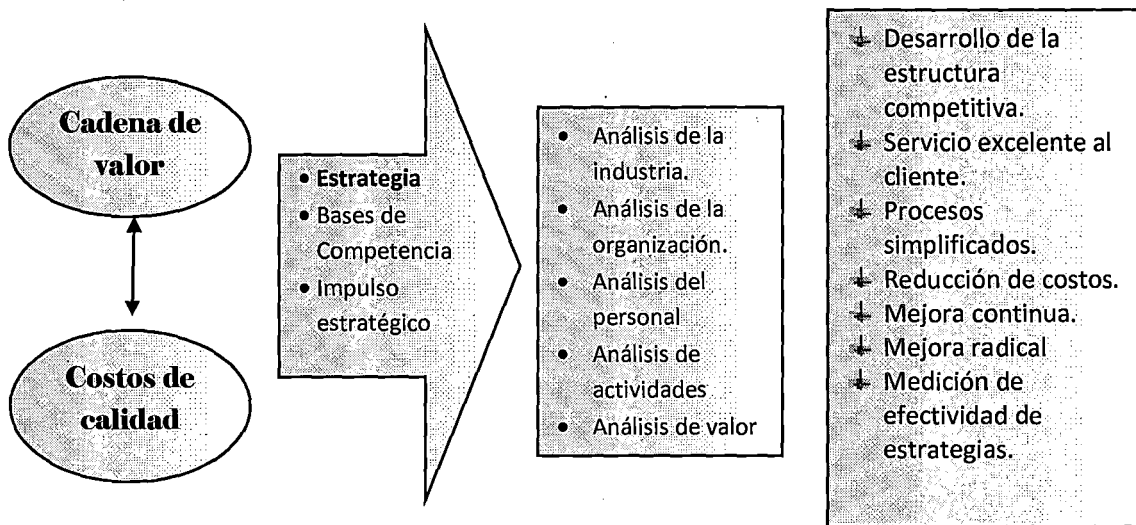 Cadena de
valor
Costos de
calidad
• Estrategia
• Bases de
Competencia
• Impulso
estratégico
• Análisis de la
industria.
• Análisis de la
organización.
• Análisis del
personal
• Análisis de
actividades
• Análisis de valor
Desarrollo de la
estructura
competitiva.
Servicio excelente al
cliente.
Procesos
simplificados.
Reducción de costos.
Mejora continua.
Mejora radical
Medición de
efectividad de
estrategias.